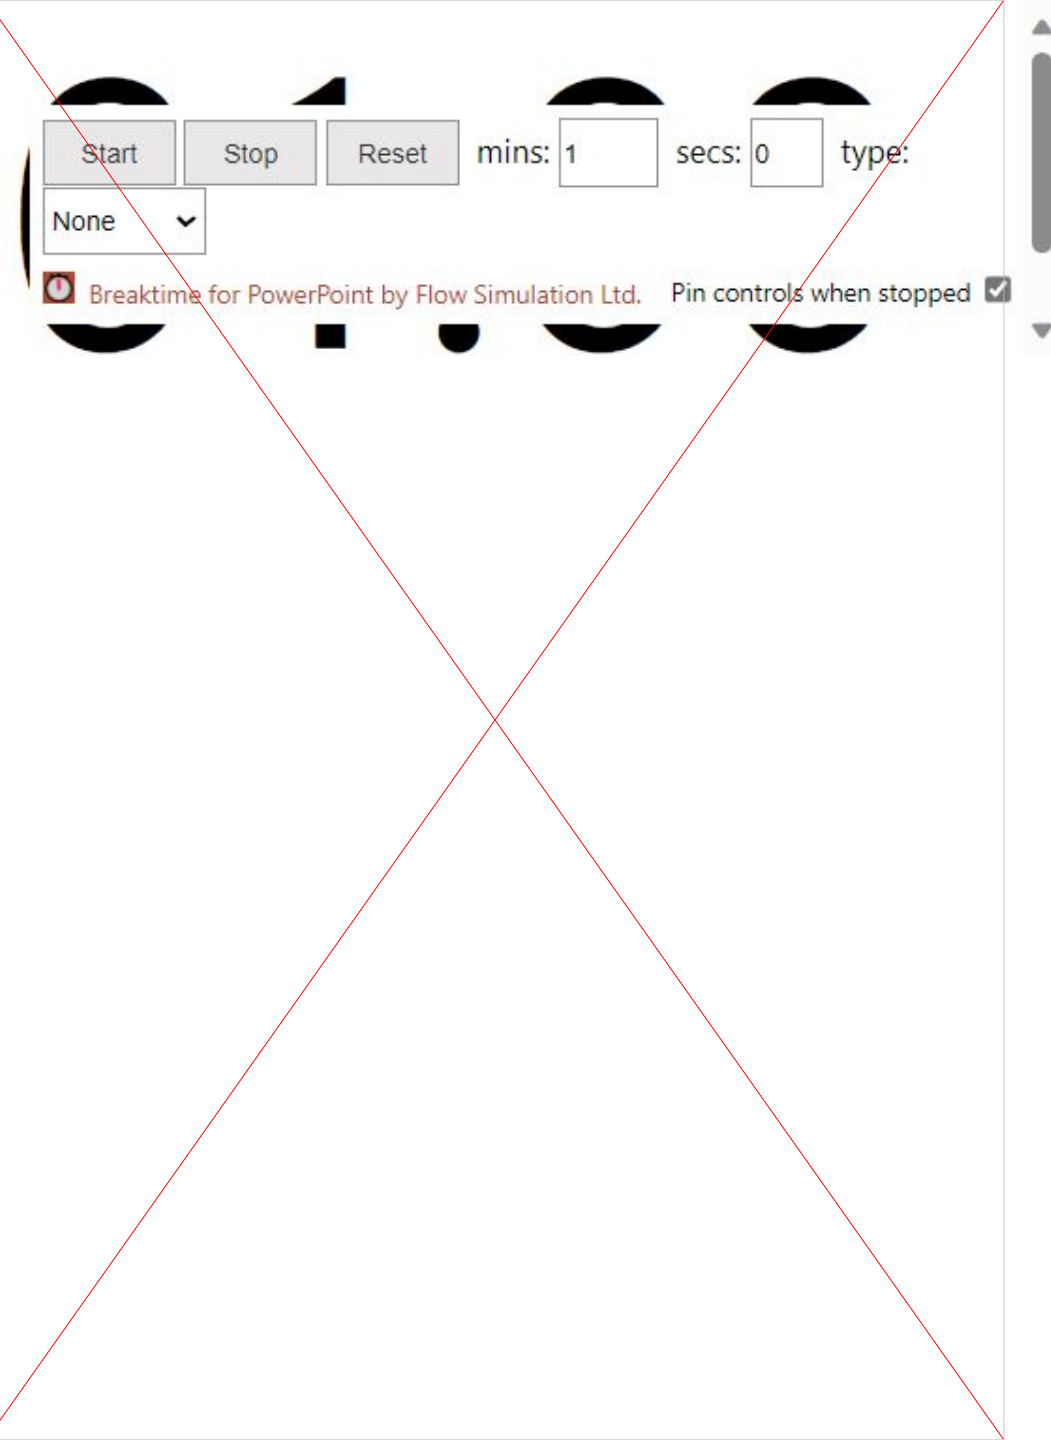 Start Stop Reset mins: 1 secs: 0 type:
None
Breaktime for PowerPoint by Flow Simulation Ltd. Pin controls when stopped